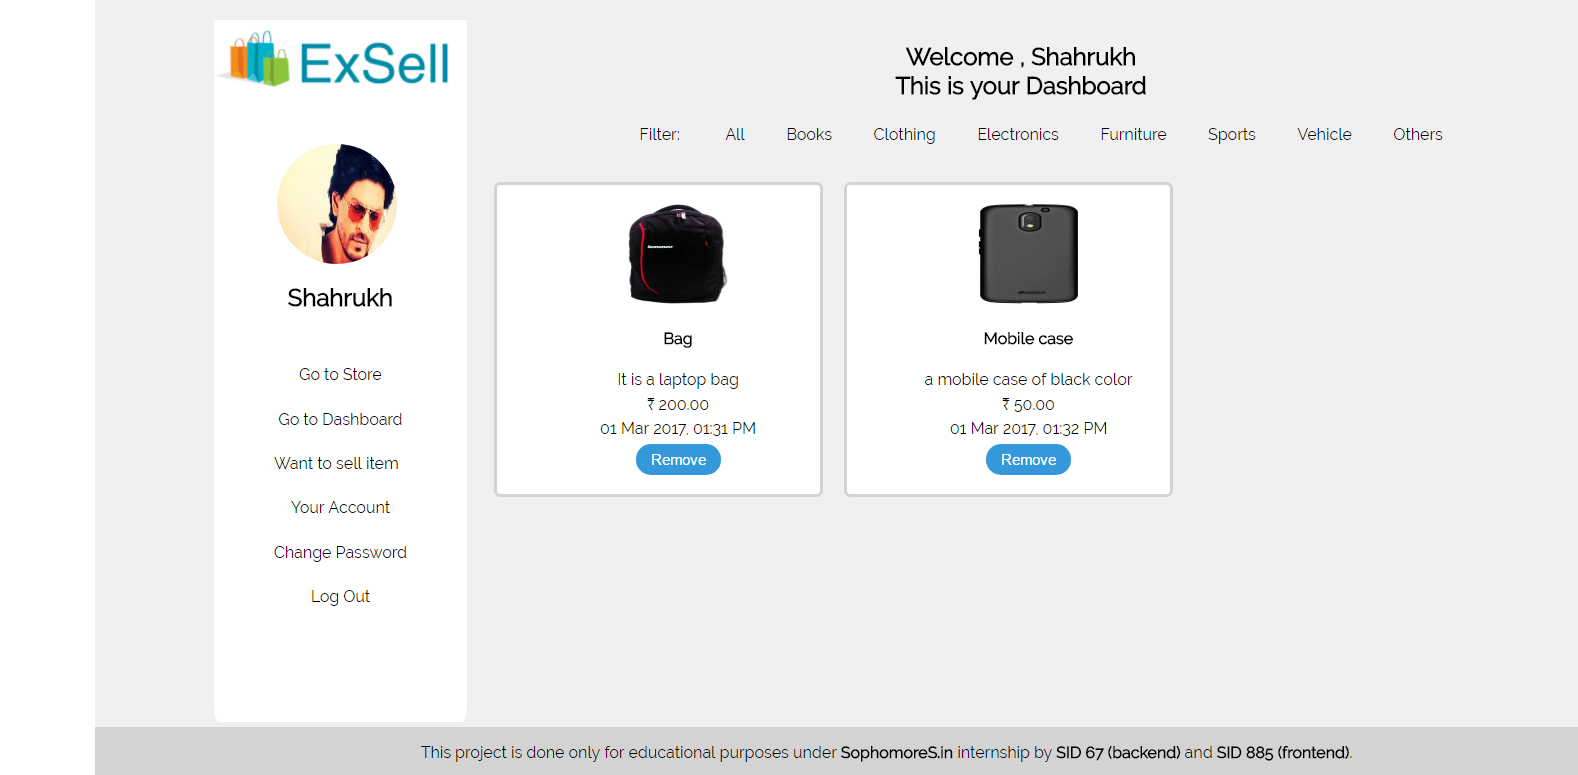 ExSell
Shahrukh
Go to Store
Go to Dashboard
Want to sell item
Your Account
Change Password
Log Out
Welcome , Shahrukh
This is your Dashboard
Filter: All Books Clothing Electronics Furniture Sports Vehicle Others
Bag
It is a laptop bag
₹ 200.00
01 Mar 2017, 01:31 PM
Remove
Mobile case
a mobile case of black color
₹ 50.00
01 Mar 2017, 01:32 PM
Remove
This project is done only for educational purposes under SophomoreS.in internship by SID 67 (backend) and SID 885 (frontend).